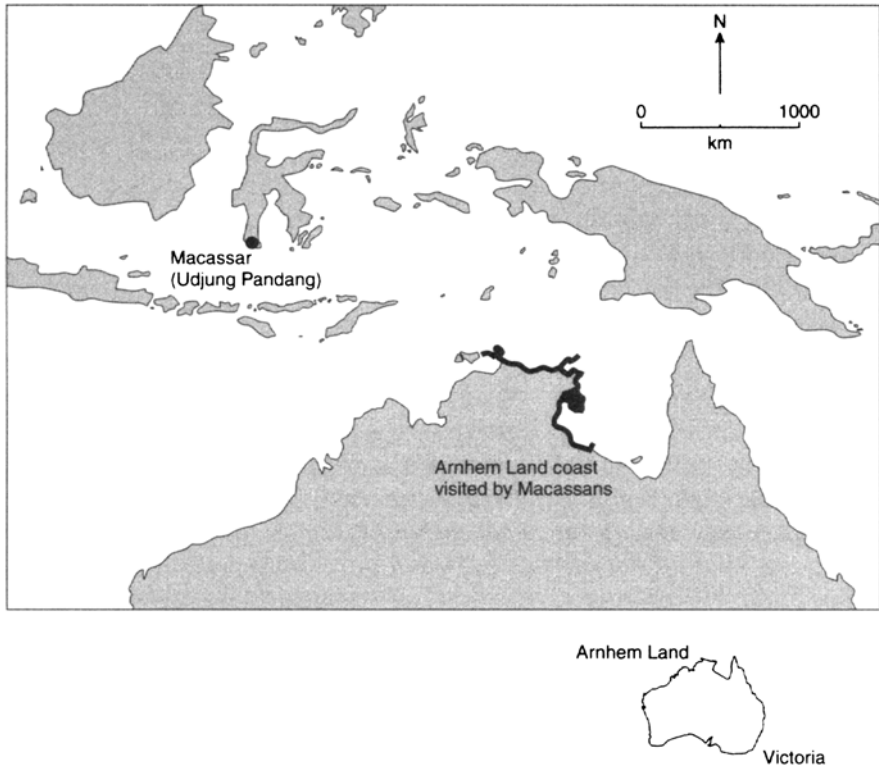 N
0 1000
km
Macassar
(Udjung Pandang)
Arnhem Land coast
visited by Macassans
Arnhem Land
Victoria